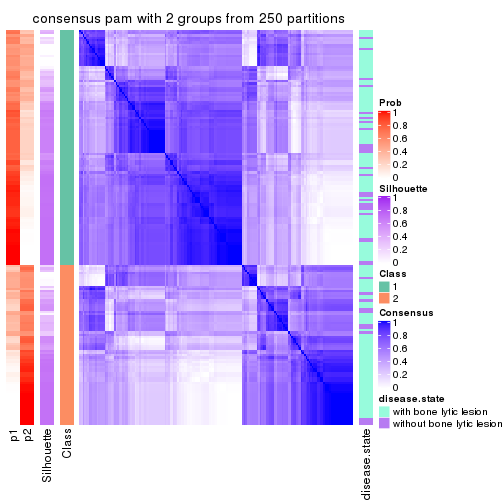 consensus pam with 2 groups from 250 partitions
Prob
1
0.8
0.6
0.4
0.2
0
Silhouette
1
0.8
0.6
0.4
0.2
0
Class
1
2
Consensus
1
0.8
0.6
0.4
0.2
0
disease.state
with bone lytic lesion
without bone lytic lesion
p1
p2
Silhouette
Class
disease.state